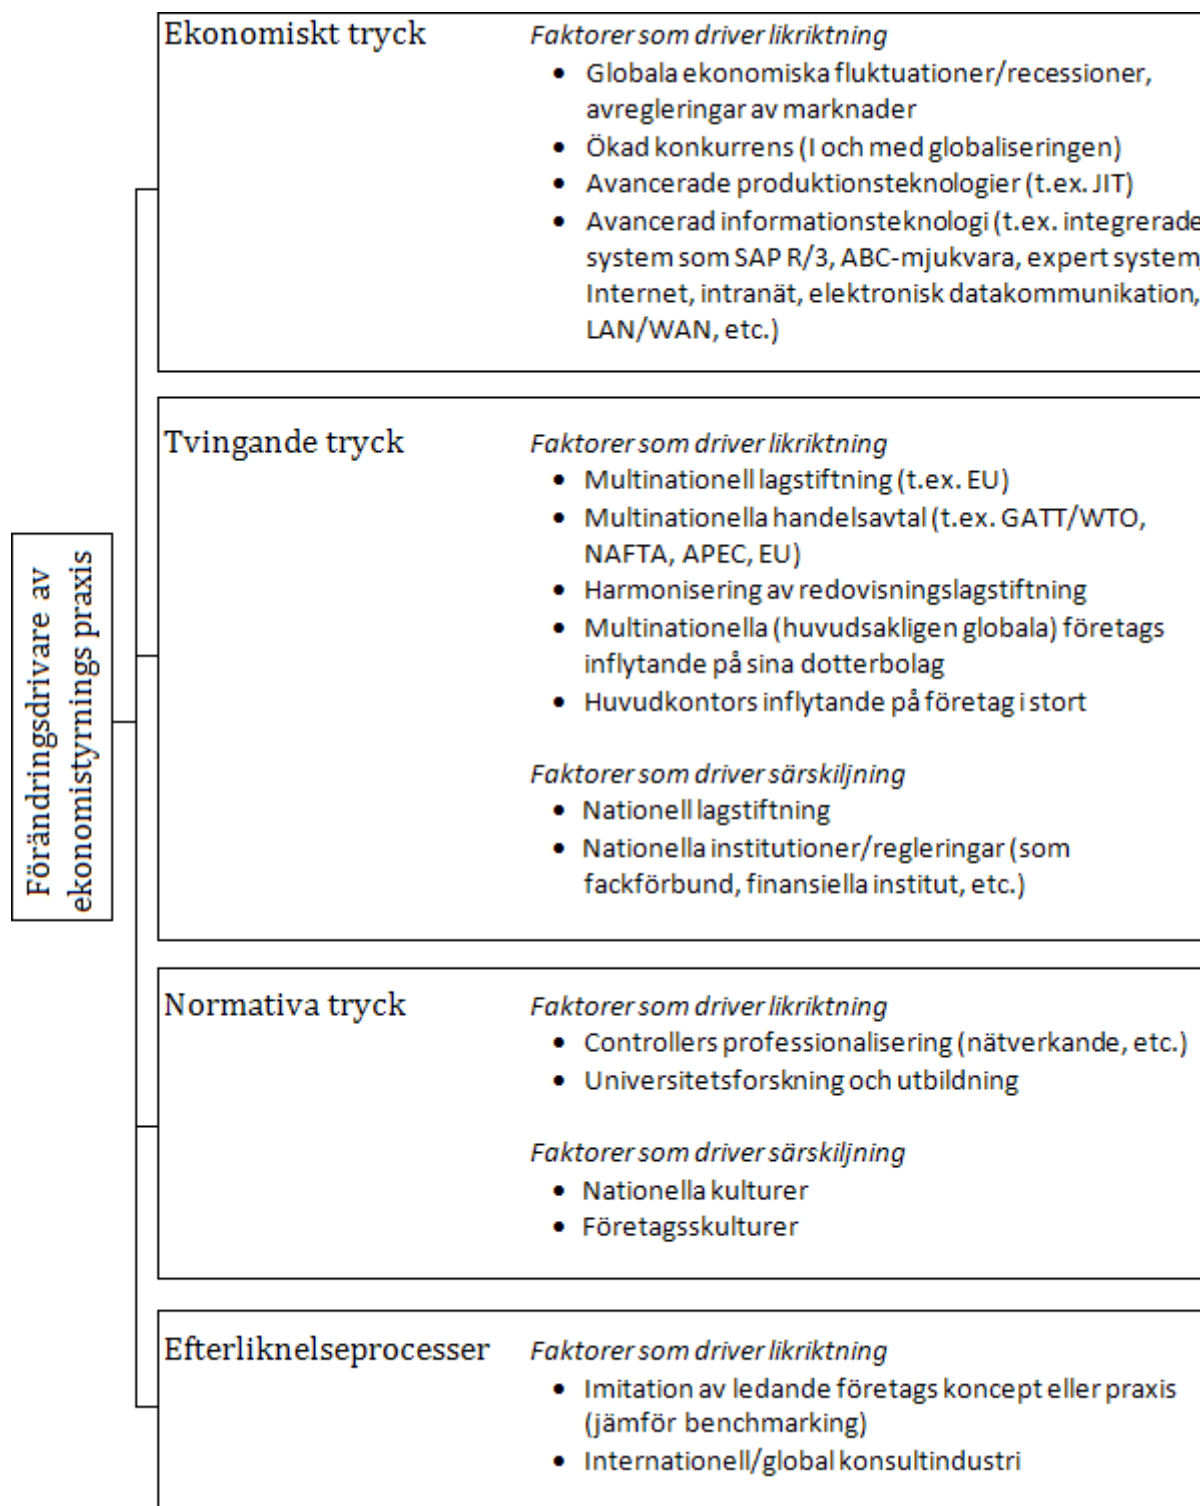 Förändringsdrivare av
ekonomistyrnings praxis
Ekonomiskt tryck
Faktorer som driver likriktning
• Globala ekonomiska fluktuationer/recessioner,
avregleringar av marknader
• Ökad konkurrens (I och med globaliseringen)
• Avancerade produktionsteknologier (t.ex. JIT)
• Avancerad informationsteknologi (t.ex. integrerade
system som SAP R/3, ABC-mjukvara, expert system,
Internet, intranät, elektronisk datakommunikation,
LAN/WAN, etc.)
Tvingande tryck
Faktorer som driver likriktning
• Multinationell lagstiftning (t.ex. EU)
• Multinationella handelsavtal (t.ex. GATT/WTO,
NAFTA, APEC, EU)
• Harmonisering av redovisningslagstiftning
• Multinationella (huvudsakligen globala) företags
inflytande på sina dotterbolag
• Huvudkontors inflytande på företag i stort
Faktorer som driver särskiljning
• Nationell lagstiftning
• Nationella institutioner/regleringar (som
fackförbund, finansiella institut, etc.)
Normativa tryck
Faktorer som driver likriktning
• Controllers professionalisering (nätverkande, etc.)
• Universitetsforskning och utbildning
Faktorer som driver särskiljning
• Nationella kulturer
• Företagsskulturer
Efterliknelseprocesser
Faktorer som driver likriktning
• Imitation av ledande företags koncept eller praxis
(jämför benchmarking)
• Internationell/global konsultindustri